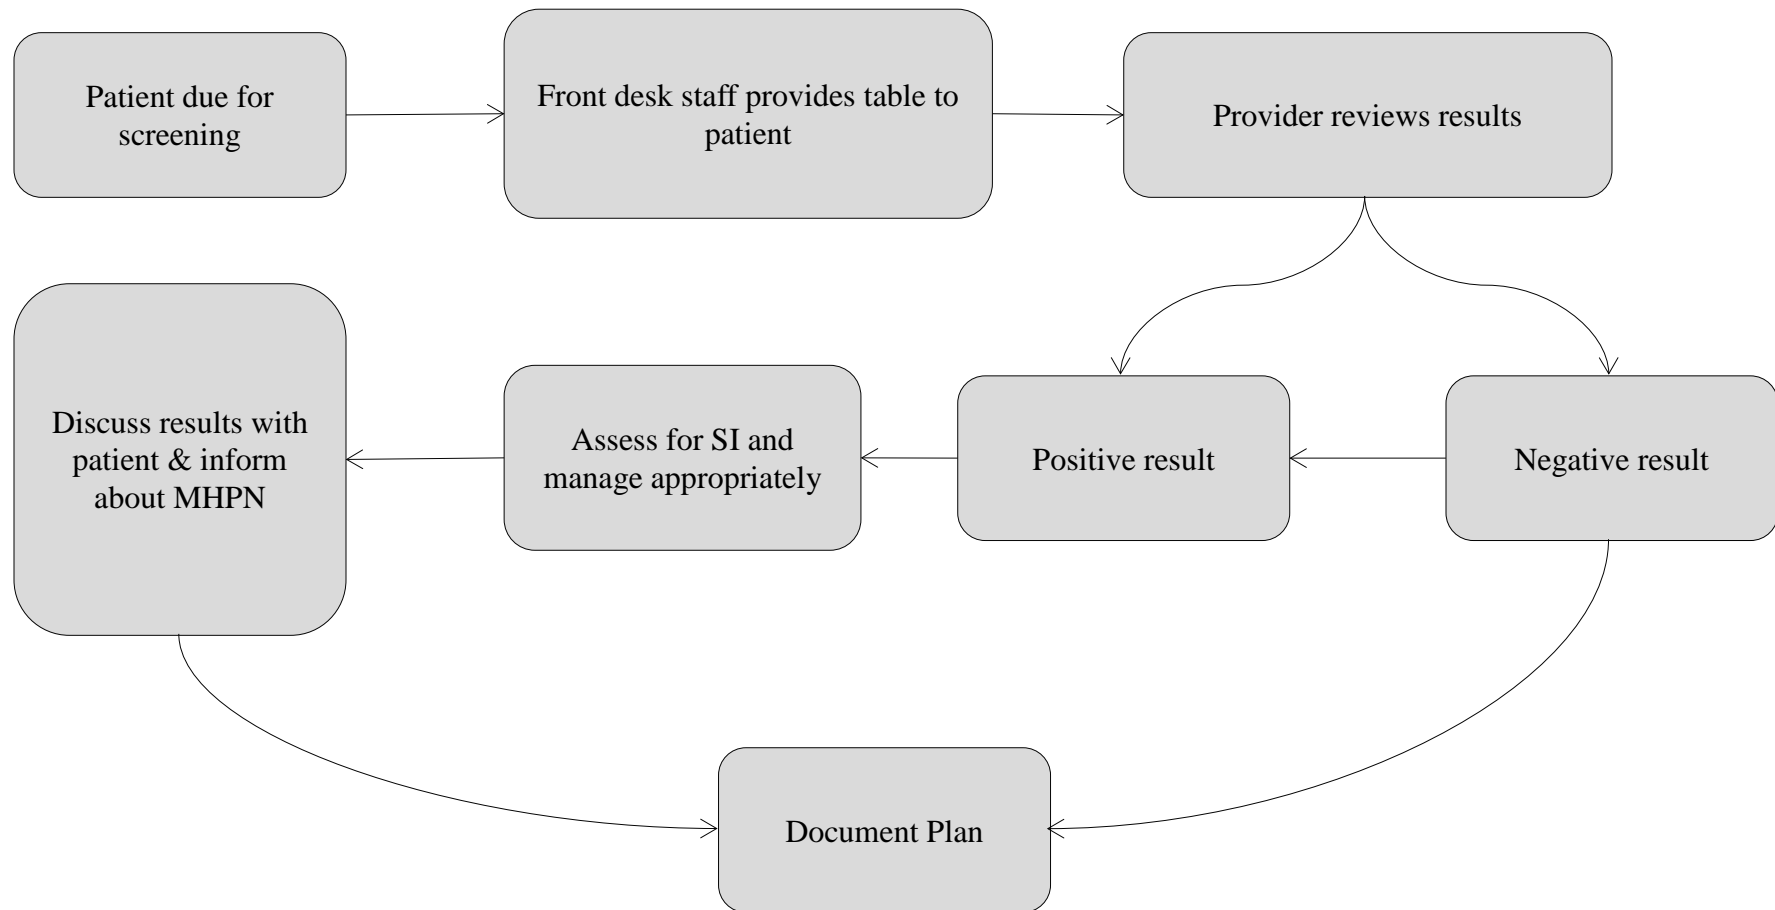 Patient due for
screening
Front desk staff provides table to
patient
Provider reviews results
Discuss results with
patient & inform
about MHPN
Assess for SI and
manage appropriately
Positive result
Negative result
Document Plan